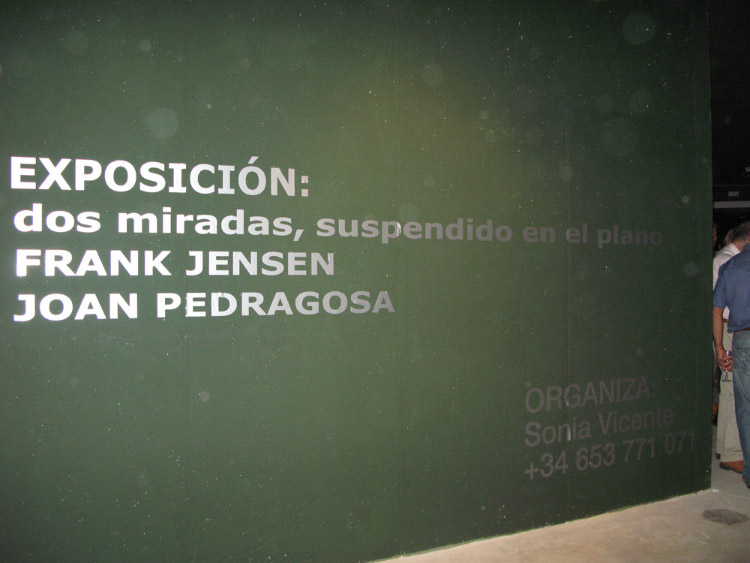 EXPOSICIÓN:
dos miradas, suspendido en el plano
FRANK JENSEN
JOAN PEDRAGOSA
ORGANIZA:
Sonia Vicente
+34 653 771 071